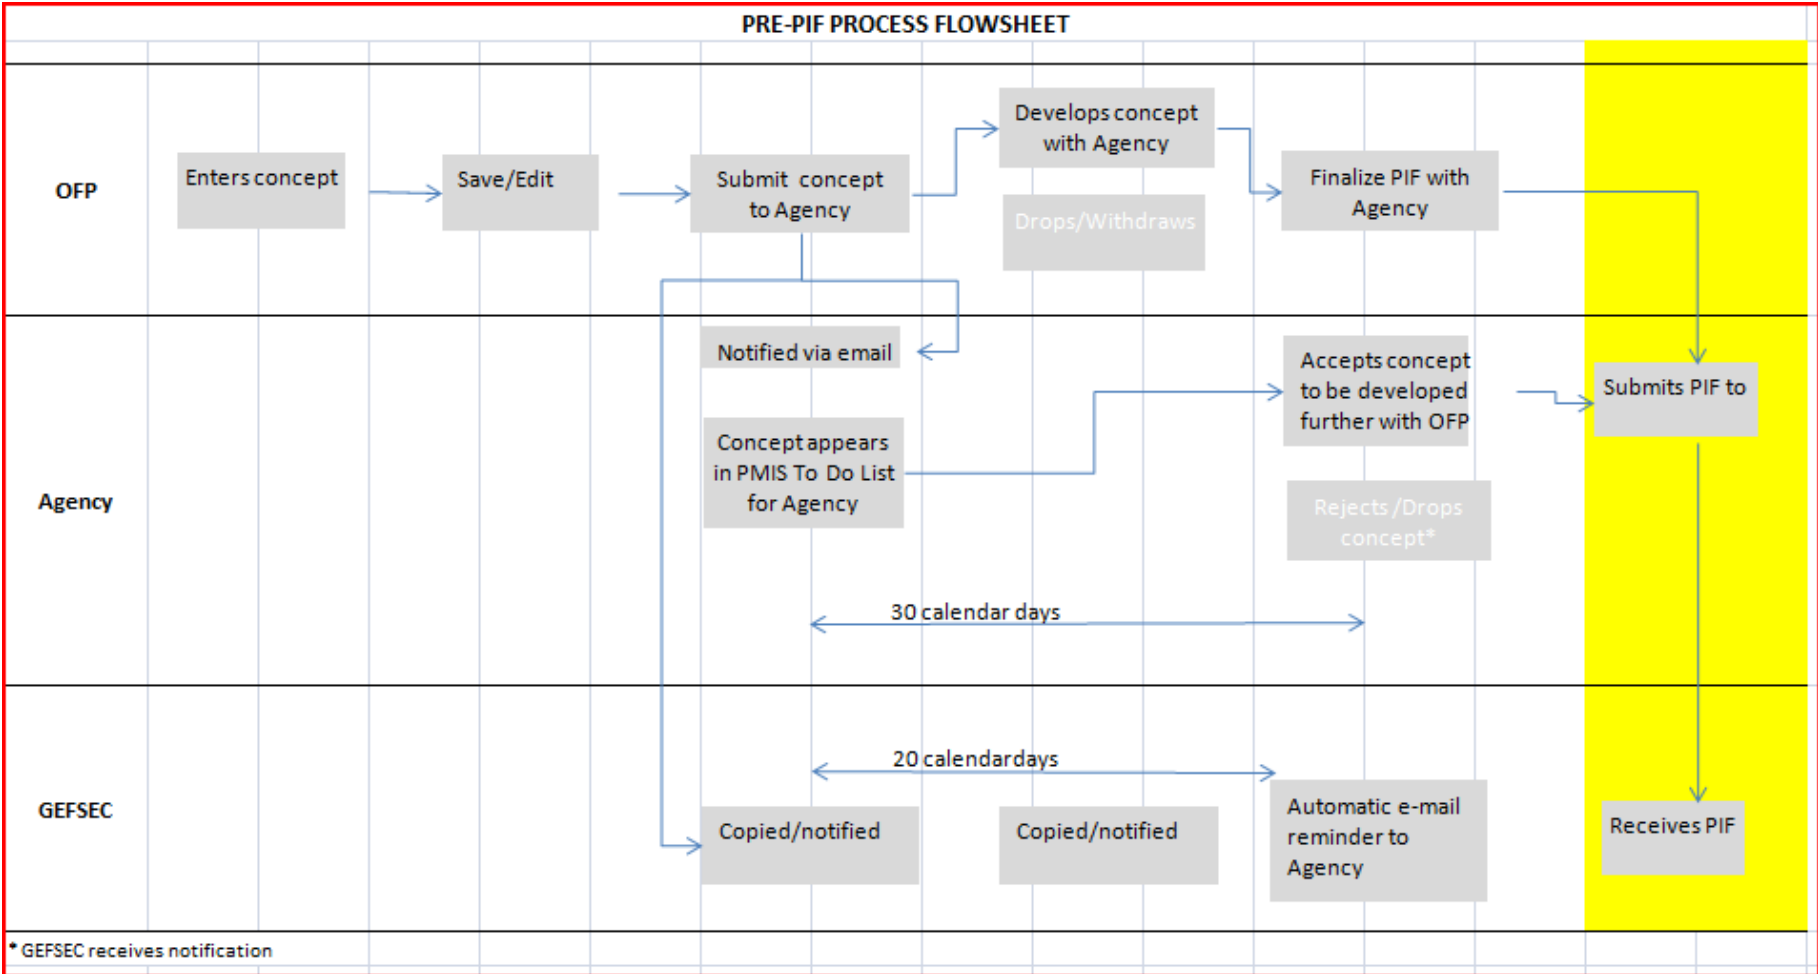 PRE-PIF PROCESS FLOWSHEET
OFP
Enters concept
Save/Edit
Submit concept
to Agency
Develops concept
with Agency
Drops/Withdraws
Finalize PIF with
Agency
Agency
Notified via email
Concept appears
in PMIS To Do List
for Agency
Accepts concept
to be developed
further with OFP
Rejects /Drops
concept*
Submits PIF to
30 calendar days
GEFSEC
20 calendardays
Copied/notified
Copied/notified
Automatic e-mail
reminder to
Agency
Receives PIF
* GEFSEC receives notification